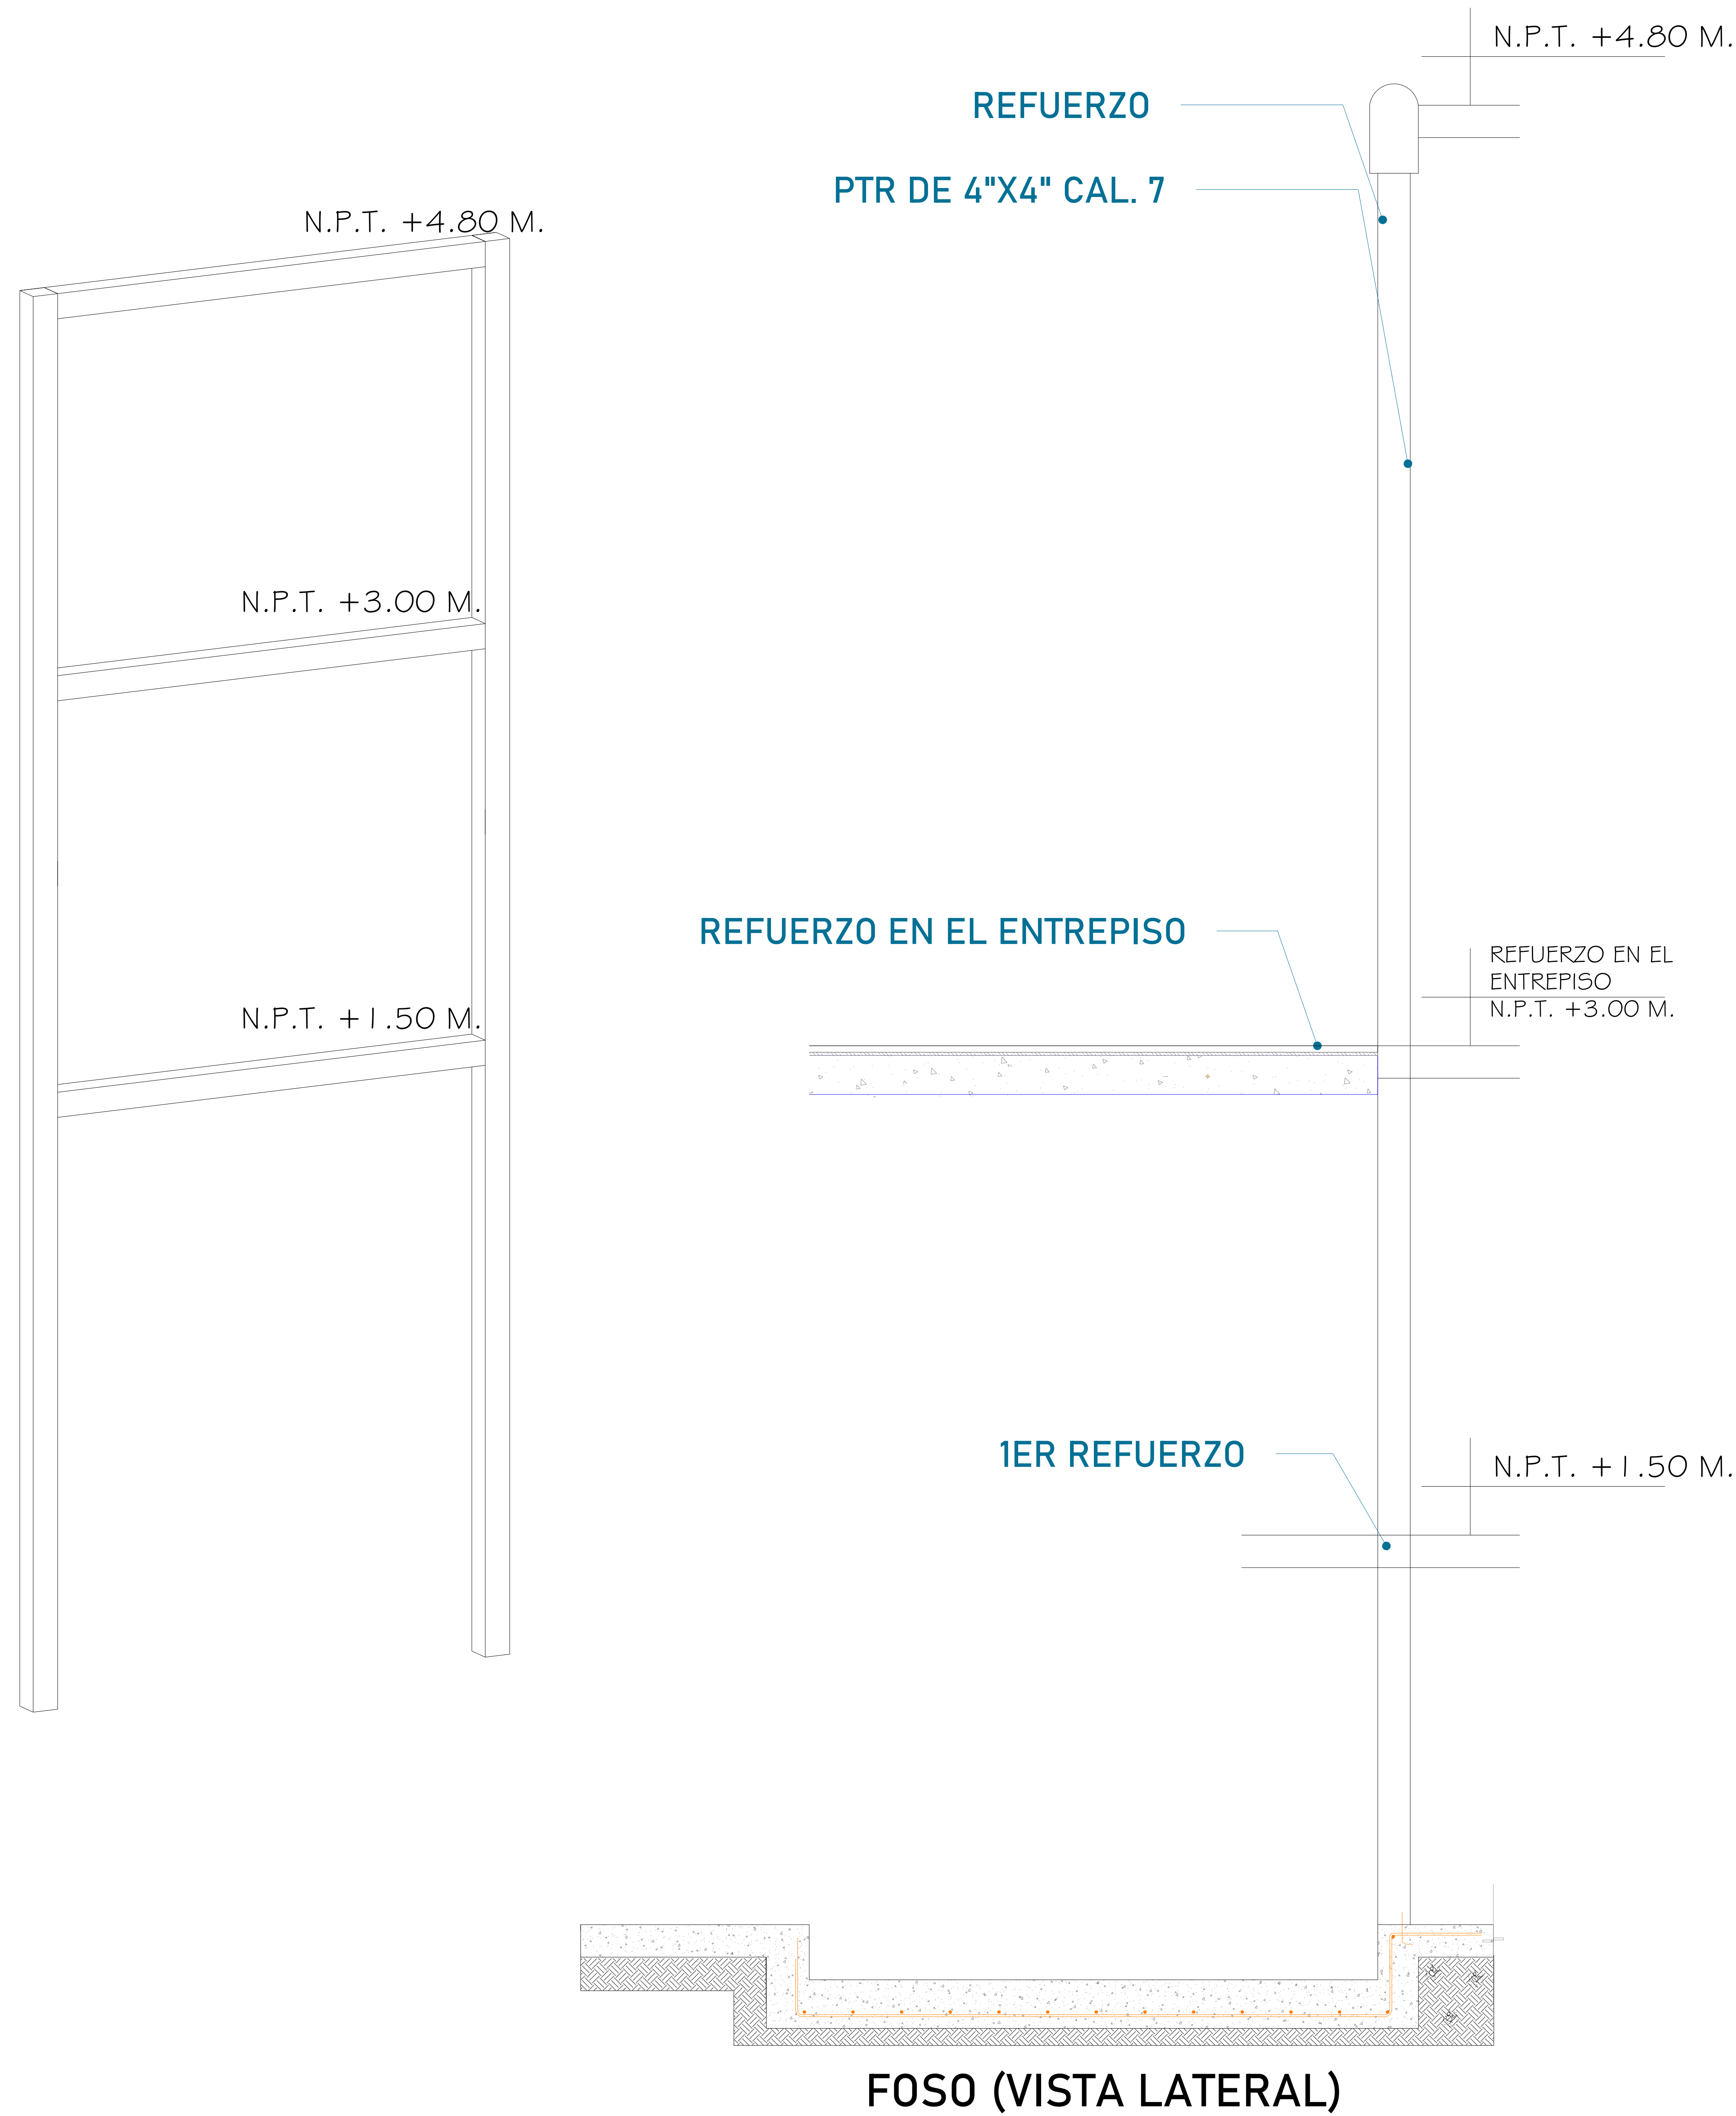 N.P.T. +4.80 M.
REFUERZO
PTR DE 4"X4" CAL. 7
N.P.T. +4.80 M.
N.P.T. +3.00 M.
REFUERZO EN EL ENTREPISO
REFUERZO EN EL
ENTREPISO
N.P.T. +3.00 M.
N.P.T. +1.50 M.
1ER REFUERZO
N.P.T. +1.50 M.
FOSO (VISTA LATERAL)